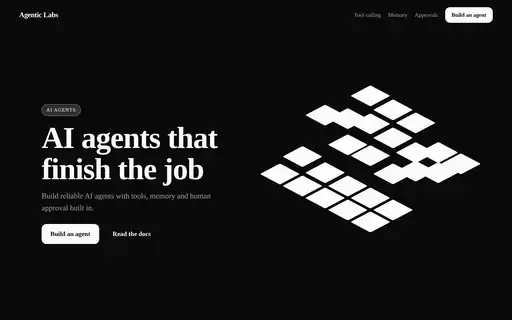 Agentic Labs
Tool calling
Memory
Approvals
Build an agent
AI AGENTS
AI agents that
finish the job
Build reliable AI agents with tools, memory and human
approval built in.
Build an agent
Read the docs